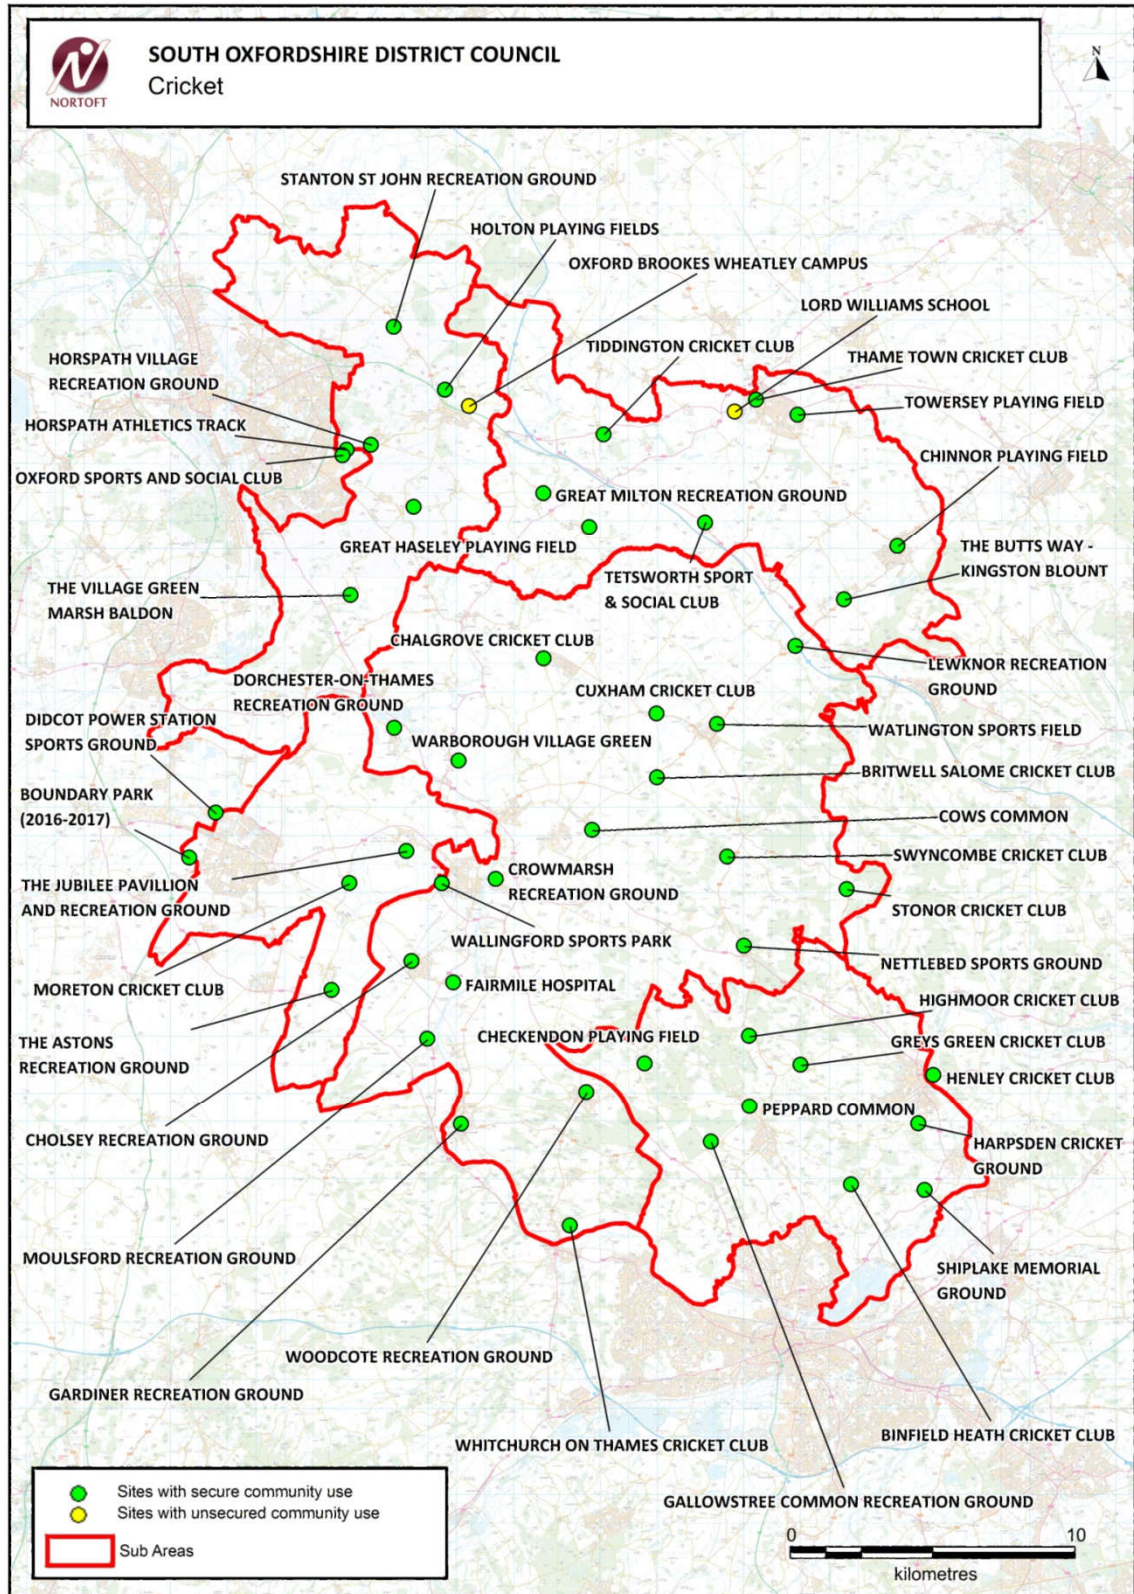 SOUTH OXFORDSHIRE DISTRICT COUNCIL
Cricket
NORTOFT
N
STANTON ST JOHN RECREATION GROUND
HOLTON PLAYING FIELDS
OXFORD BROOKES WHEATLEY CAMPUS
LORD WILLIAMS SCHOOL
TIDDINGTON CRICKET CLUB
THAME TOWN CRICKET CLUB
HORSPATH VILLAGE
RECREATION GROUND
TOWERSEY PLAYING FIELD
HORSPATH ATHLETICS TRACK
CHINNOR PLAYING FIELD
OXFORD SPORTS AND SOCIAL CLUB
GREAT MILTON RECREATION GROUND
GREAT HASELEY PLAYING FIELD
THE BUTTS WAY -
KINGSTON BLOUNT
TETSWORTH SPORT
& SOCIAL CLUB
THE VILLAGE GREEN
MARSH BALDON
CHALGROVE CRICKET CLUB
LEWKNOR RECREATION
GROUND
DORCHESTER-ON-THAMES
RECREATION GROUND
CUXHAM CRICKET CLUB
DIDCOT POWER STATION
SPORTS GROUND
WATLINGTON SPORTS FIELD
WARBOROUGH VILLAGE GREEN
BRITWELL SALOME CRICKET CLUB
BOUNDARY PARK
(2016-2017)
COWS COMMON
SWYNCOMBE CRICKET CLUB
CROWMARSH
RECREATION GROUND
THE JUBILEE PAVILLION
AND RECREATION GROUND
STONOR CRICKET CLUB
WALLINGFORD SPORTS PARK
NETTLEBED SPORTS GROUND
MORETON CRICKET CLUB
FAIRMILE HOSPITAL
HIGHMOOR CRICKET CLUB
CHECKENDON PLAYING FIELD
THE ASTONS
RECREATION GROUND
GREYS GREEN CRICKET CLUB
HENLEY CRICKET CLUB
PEPPARD COMMON
CHOLSEY RECREATION GROUND
HARPSDEN CRICKET
GROUND
MOULSFORD RECREATION GROUND
SHIPLAKE MEMORIAL
GROUND
WOODCOTE RECREATION GROUND
GARDINER RECREATION GROUND
BINFIELD HEATH CRICKET CLUB
WHITCHURCH ON THAMES CRICKET CLUB
GALLOWSTREE COMMON RECREATION GROUND
Sites with secure community use
Sites with unsecured community use
Sub Areas
0 10
kilometres